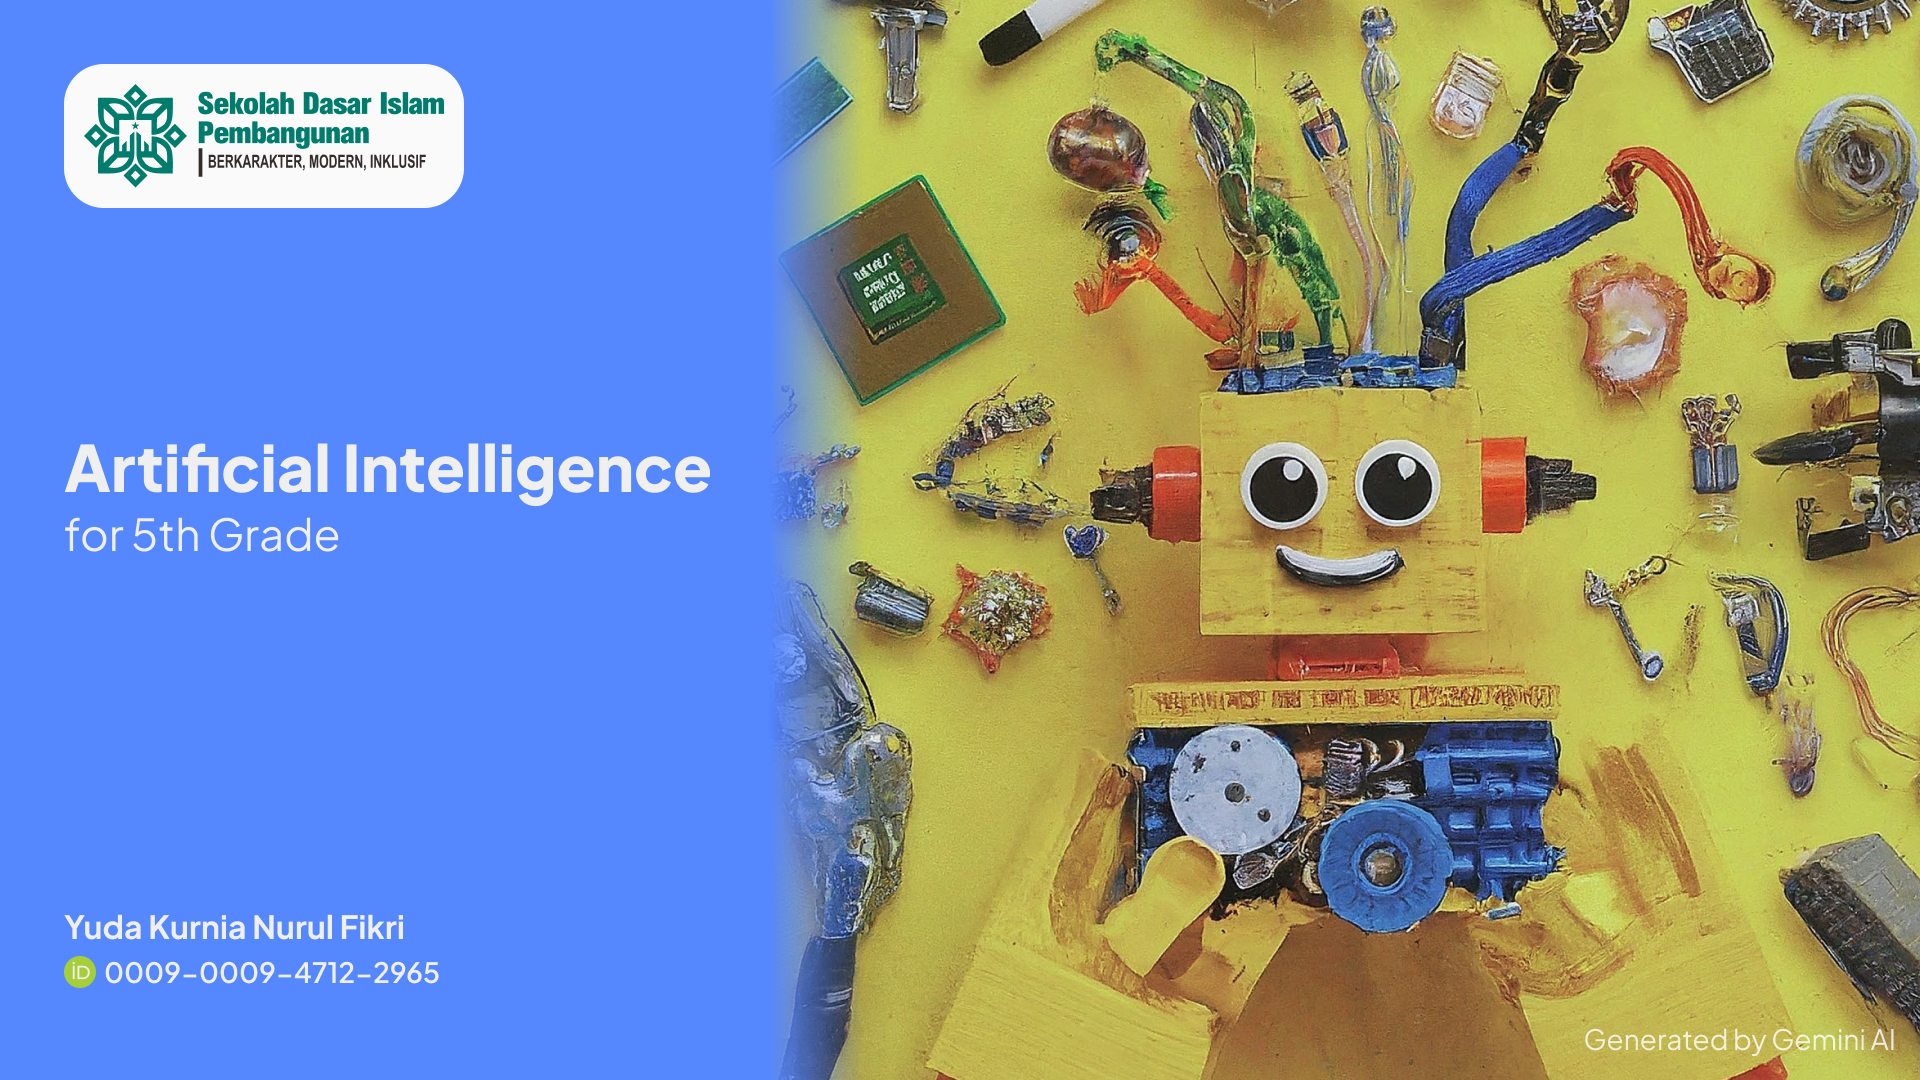 Sekolah Dasar Islam
Pembangunan
BERKARAKTER, MODERN, INKLUSIF
Artificial Intelligence
for 5th Grade
Yuda Kurnia Nurul Fikri
iD 0009-0009-4712-2965
Generated by Gemini AI